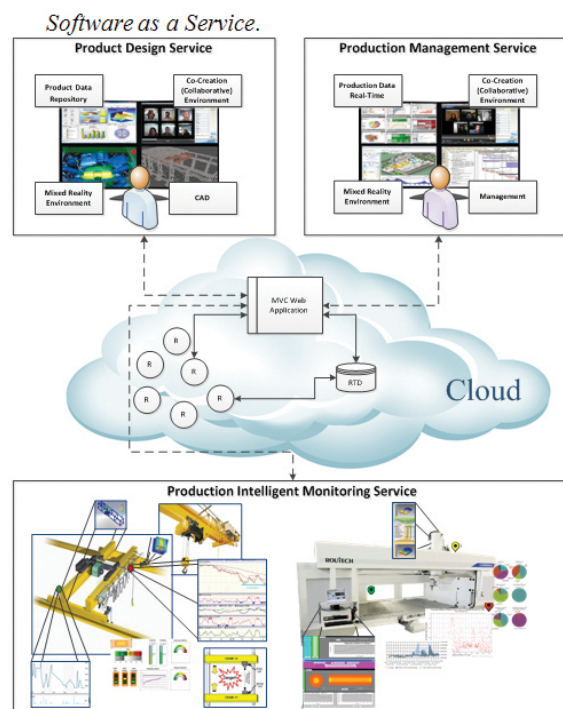 Software as a Service.
Product Design Service
Production Management Service
Product Data
Repository
Co-Creation
(Collaborative)
Environment
Mixed Reality
Environment
CAD
Production Data
Real-Time
Co-Creation
(Collaborative)
Environment
Mixed Reality
Environment
Management
MVC Web
Application
R
R
R
R
R
R
RTD
Cloud
Production Intelligent Monitoring Service
ROUTECH
Danger!